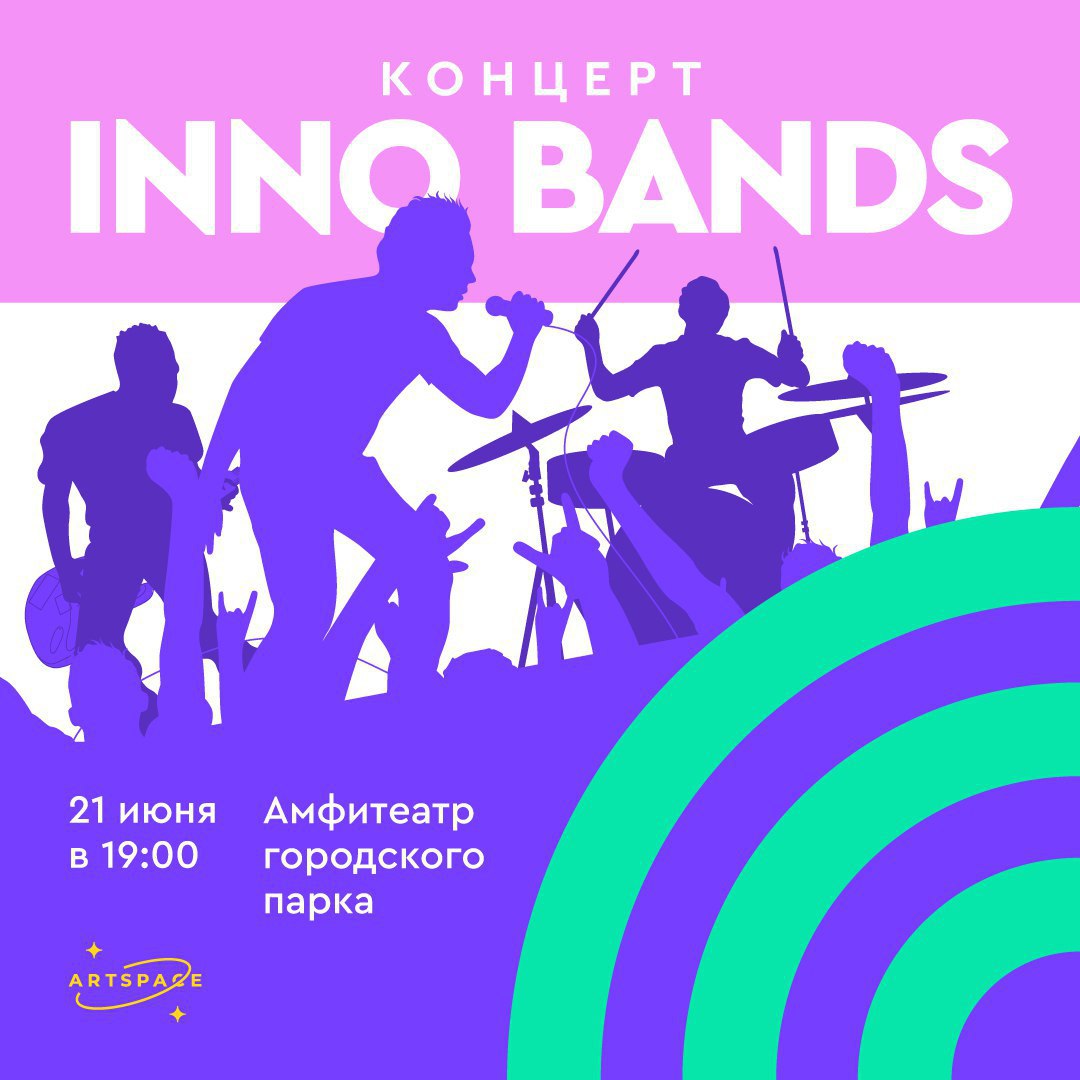 КОНЦЕРТ
INNO BANDS
21 июня
в 19:00
Амфитеатр
городского
парка
ARTSPACE